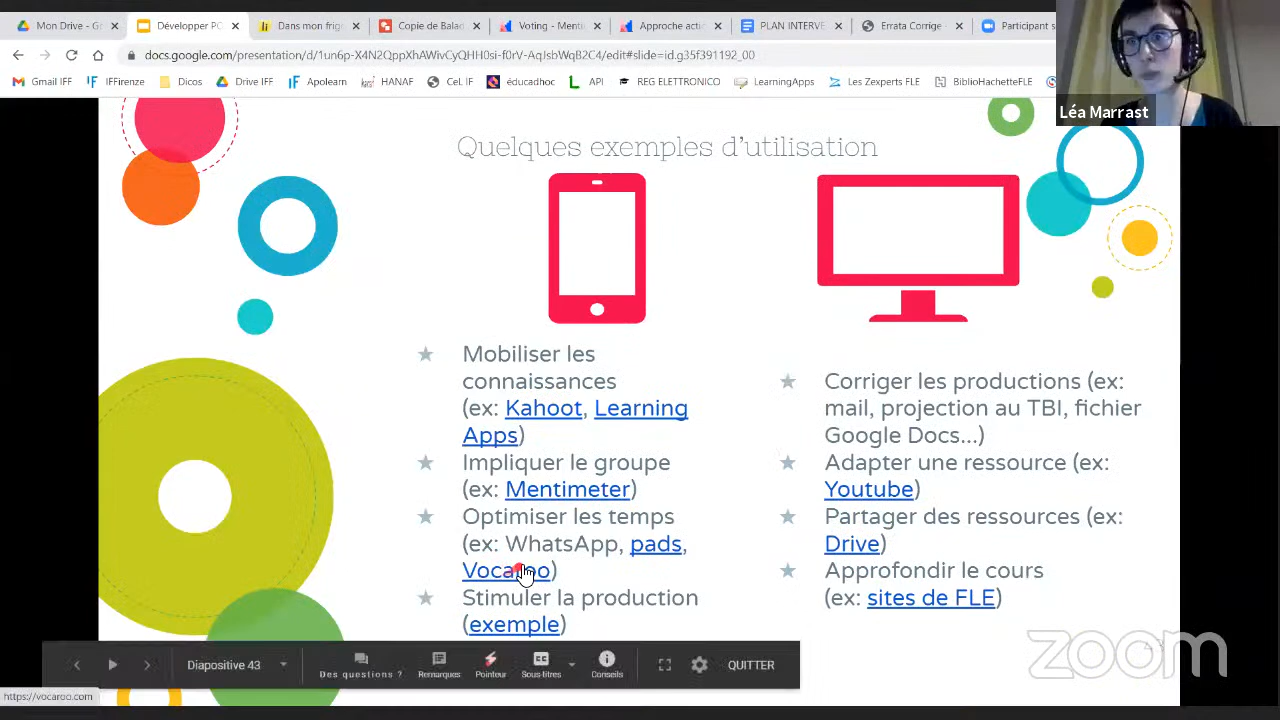 Mon Drive - Go
Développer PC
Dans mon frig
Copie de Balad
Voting - Menti
Approche acti
PLAN INTERVE
Errata Corrige -
Participant s
docs.google.com/presentation/d/1un6p-X4N2QppXhAWivCyQHH0si-f0rV-AqJsbWqB2C4/edit#slide=id.g35f391192_00
Gmail IFF
IFFirenze
Dicos
Drive IFF
Apolearn
HANAF
CeL IF
éducadhoc
API
REG ELETTRONICO
LearningApps
Les Zexperts FLE
BiblioHachetteFLE
Léa Marrast
Quelques exemples d’utilisation
Mobiliser les
connaissances
(ex: Kahoot, Learning
Apps)
Impliquer le groupe
(ex: Mentimeter)
Optimiser les temps
(ex: WhatsApp, pads,
Vocaroo)
Stimuler la production
(exemple)
Corriger les productions (ex:
mail, projection au TBI, fichier
Google Docs...)
Adapter une ressource (ex:
Youtube)
Partager des ressources (ex:
Drive)
Approfondir le cours
(ex: sites de FLE)
Diapositive 43
Des questions ?
Remarques
Pointeur
Sous-titres
Conseils
QUITTER
https://vocaroo.com
zoom